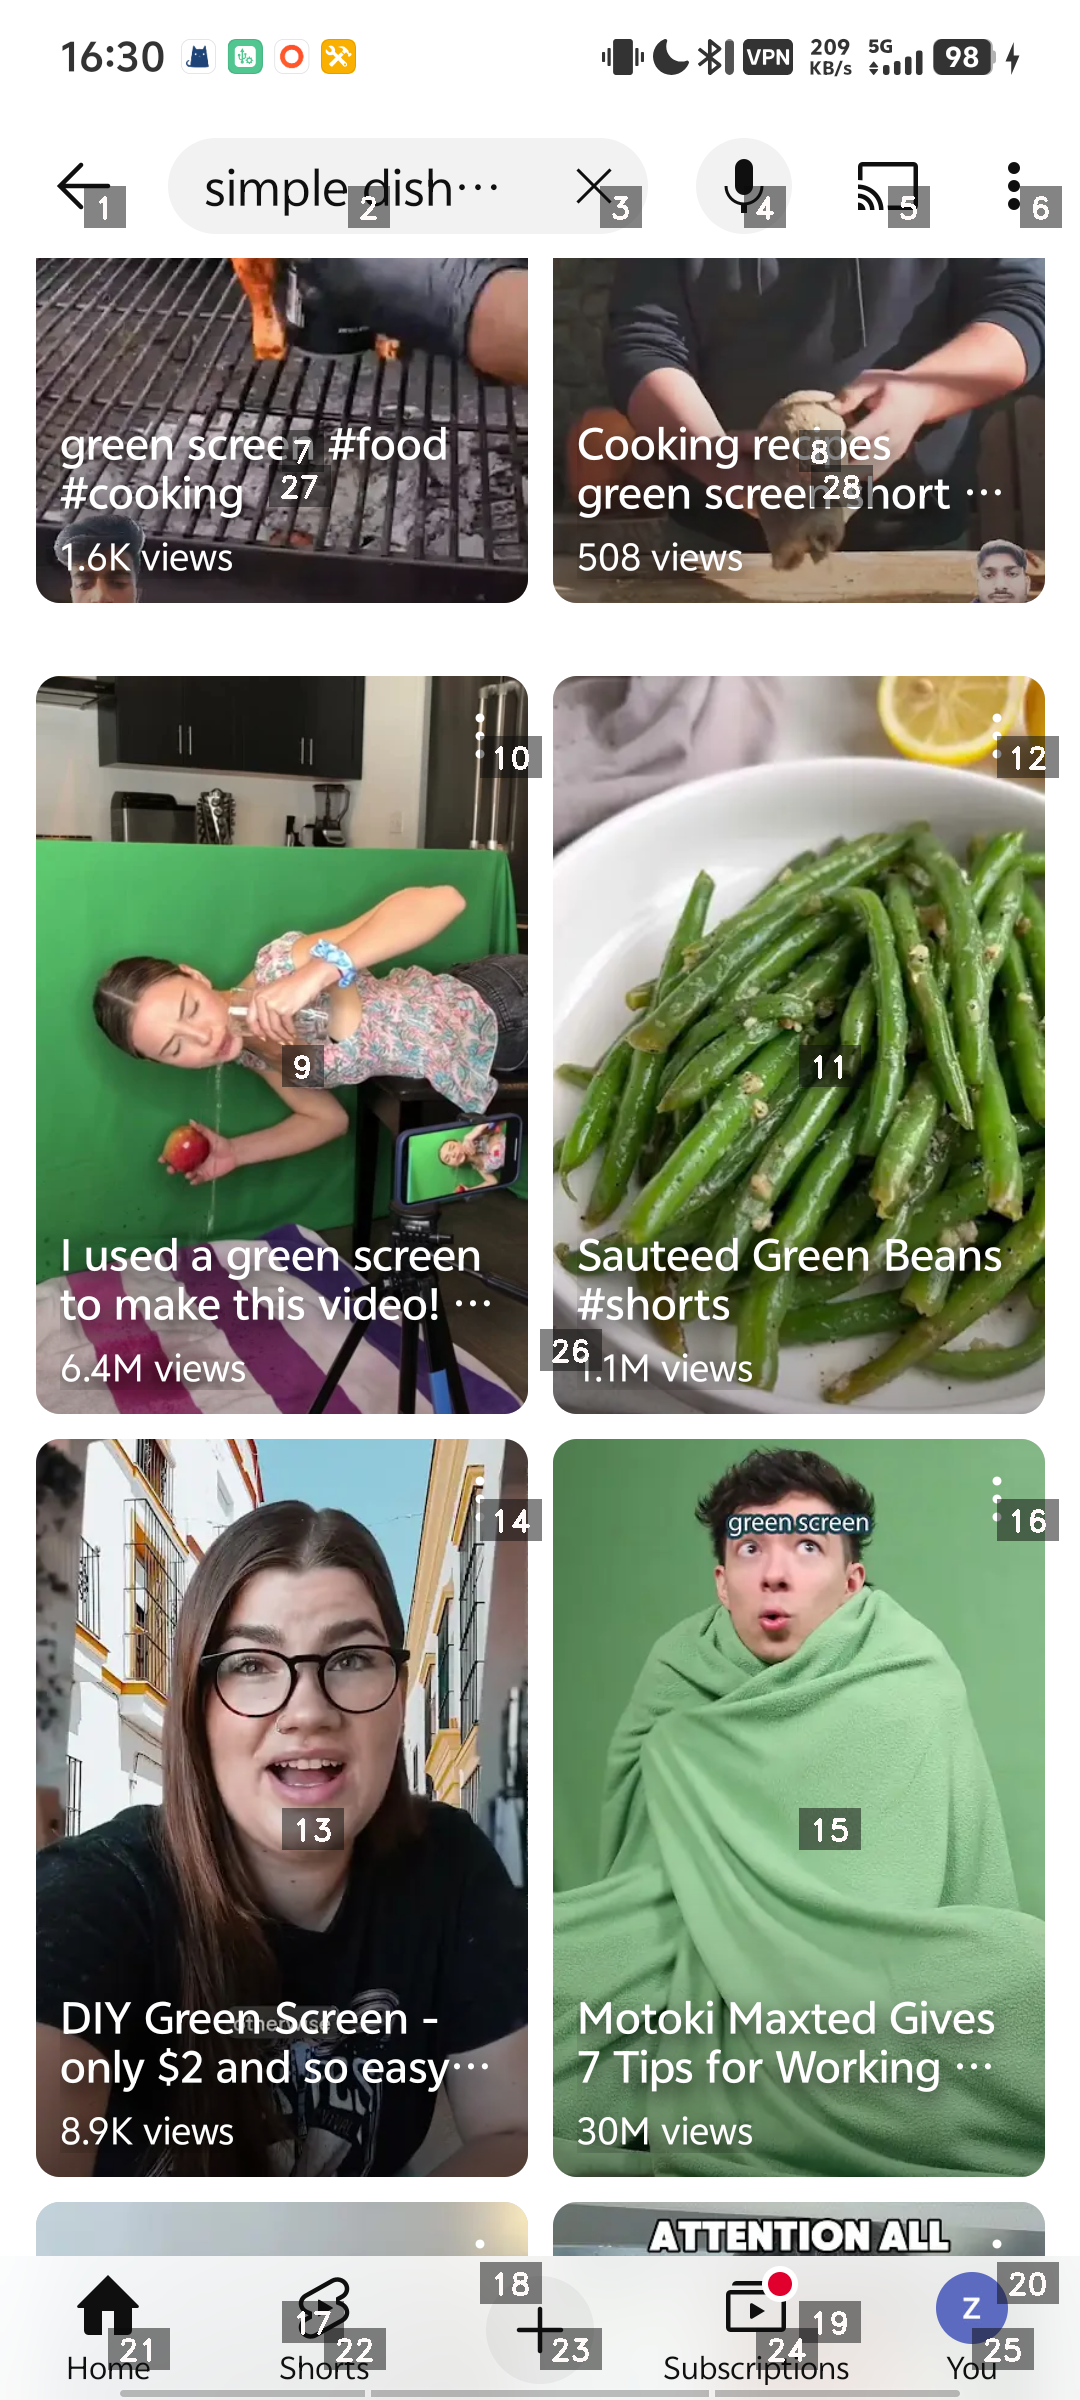 16:30
VPN
209
KB/s
5G
98
simple dish···
1
2
3
4
5
6
green screen #food
#cooking
1.6K views
7
27
Cooking recipes
green screen short ···
508 views
8
28
10
12
9
11
I used a green screen
to make this video! ···
6.4M views
Sauteed Green Beans
#shorts
1.1M views
26
14
green screen
16
13
15
DIY Green Screen -
otherwise
only $2 and so easy···
8.9K views
Motoki Maxted Gives
7 Tips for Working ···
30M views
ATTENTION ALL
18
20
17
19
Z
21
22
23
24
25
Home
Shorts
Subscriptions
You